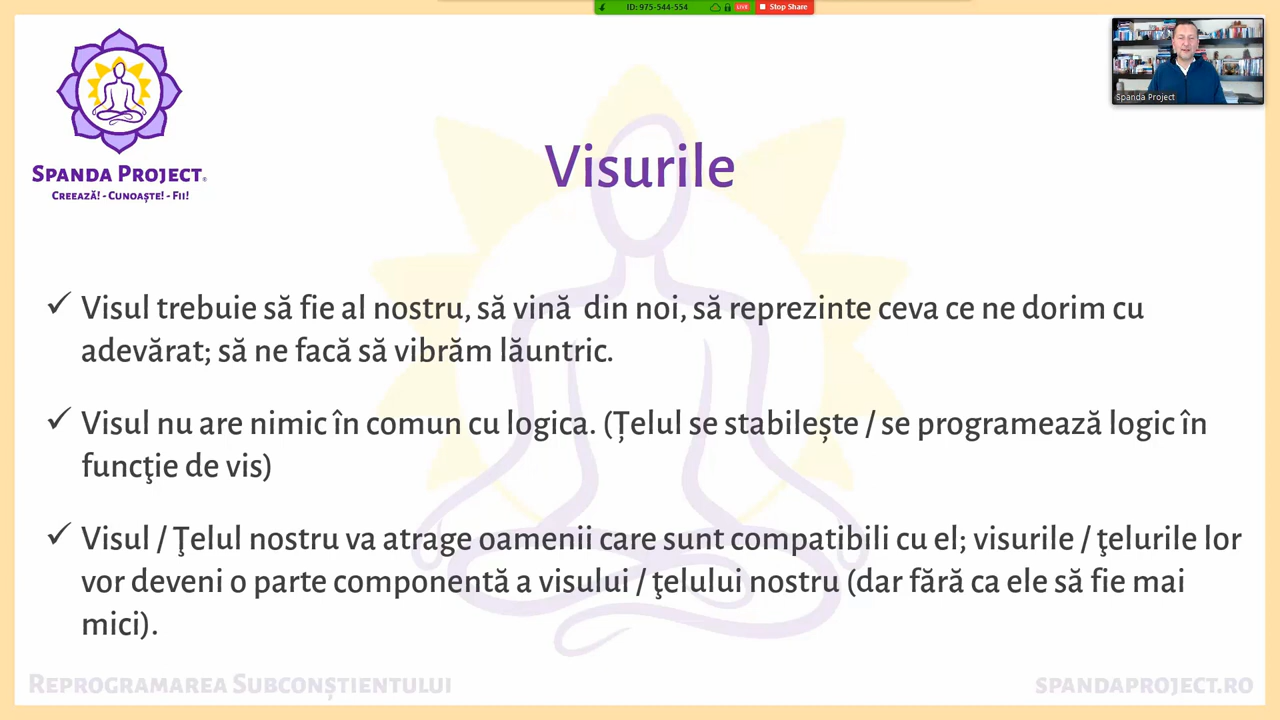 ID: 975-544-554 LIVE Stop Share
Spanda Project
SPANDA PROJECT®
CREEAZĂ! - CUNOAȘTE! - FII!
Visurile
✓ Visul trebuie să fie al nostru, să vină din noi, să reprezinte ceva ce ne dorim cu
adevărat; să ne facă să vibrăm lăuntric.
✓ Visul nu are nimic în comun cu logica. (Țelul se stabilește / se programează logic în
funcţie de vis)
✓ Visul / Ţelul nostru va atrage oamenii care sunt compatibili cu el; visurile / ţelurile lor
vor deveni o parte componentă a visului / ţelului nostru (dar fără ca ele să fie mai
mici).
REPROGRAMAREA SUBCONȘTIENTULUI
SPANDAPROJECT.RO